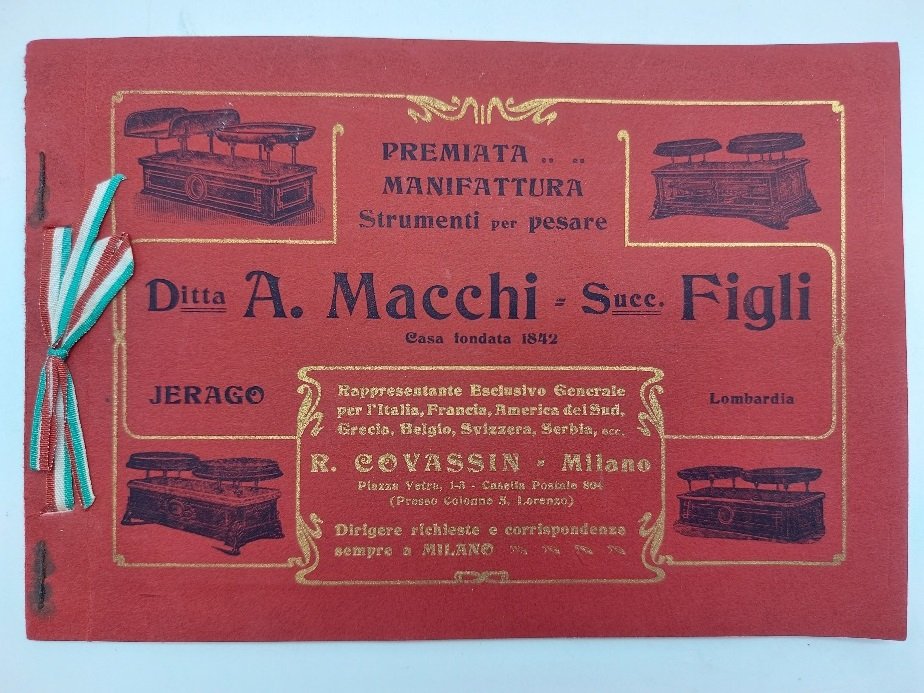 PREMIATA .. ..
MANIFATTURA
Strumenti per pesare
Ditta A. Macchi = Succ. Figli
Casa fondata 1842
JERAGO
Lombardia
Rappresentante Esclusivo Generale
per l'Italia, Francia, America del Sud,
Grecia, Belgio, Svizzera, Serbia, ecc.
R. COVASSIN - Milano
Piazza Vetra, 1-3 - Casella Postale 804
(Presso Colonne S. Lorenzo)
Dirigere richieste e corrispondenza
sempre a MILANO